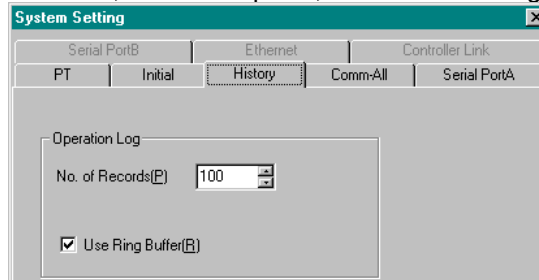 System Setting
Serial PortB Ethernet Controller Link
PT Initial History Comm-All Serial PortA
Operation Log
No. of Records(P) 100
Use Ring Buffer(R)